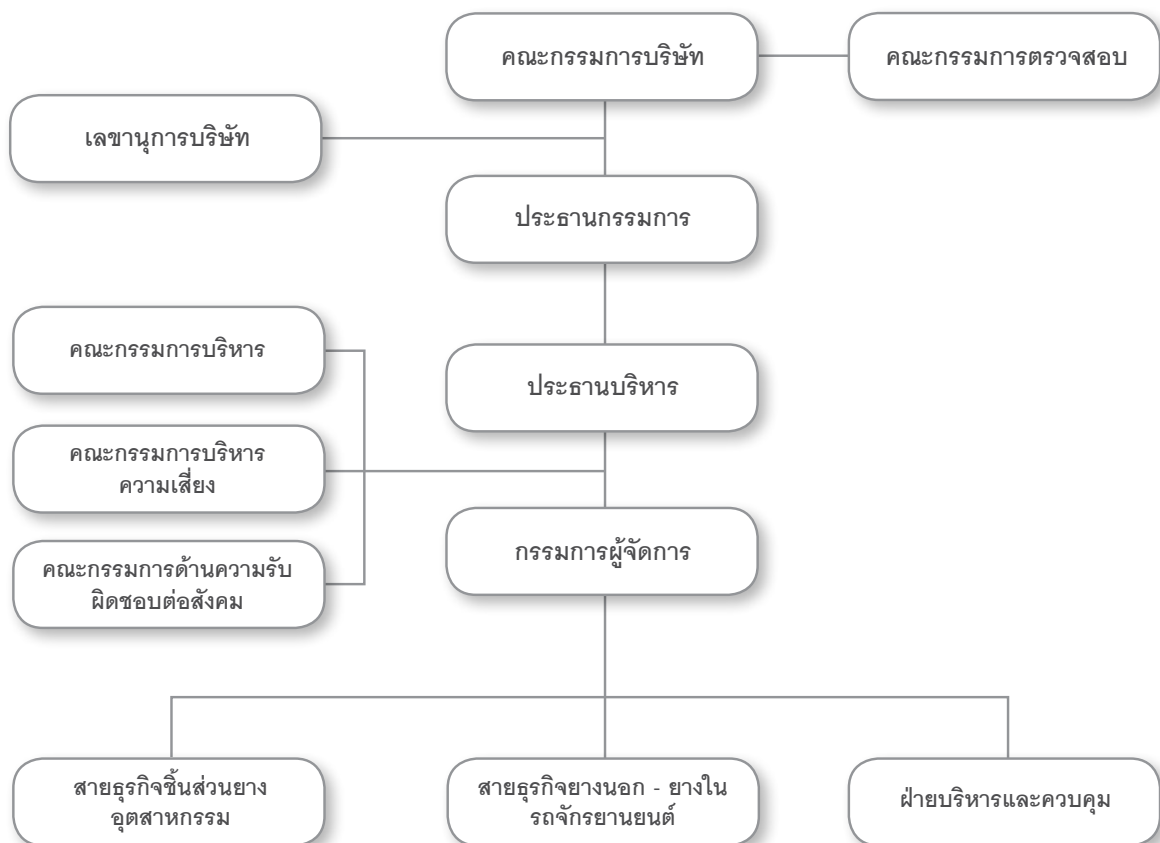 คณะกรรมการบริษัท
คณะกรรมการตรวจสอบ
เลขานุการบริษัท
ประธานกรรมการ
คณะกรรมการบริหาร
ประธานบริหาร
คณะกรรมการบริหาร
ความเสี่ยง
กรรมการผู้จัดการ
คณะกรรมการด้านความรับ
ผิดชอบต่อสังคม
สายธุรกิจชิ้นส่วนยาง
อุตสาหกรรม
สายธุรกิจยางนอก - ยางใน
รถจักรยานยนต์
ฝ่ายบริหารและควบคุม